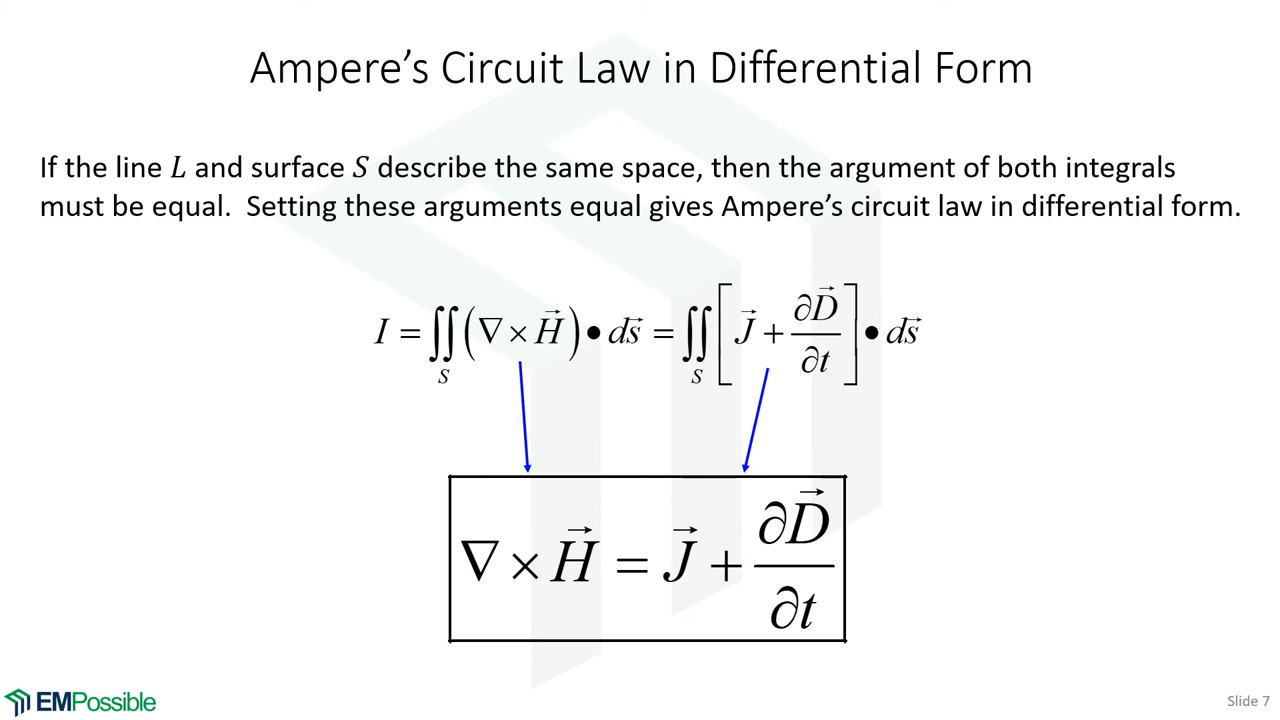 Ampere's Circuit Law in Differential Form
If the line L and surface S describe the same space, then the argument of both integrals
must be equal.  Setting these arguments equal gives Ampere's circuit law in differential form.
I = ∬_S (∇ × H⃗) • ds⃗ = ∬_S [J⃗ + ∂D⃗/∂t] • ds⃗
∇ × H⃗ = J⃗ + ∂D⃗/∂t
EMPossible
Slide 7